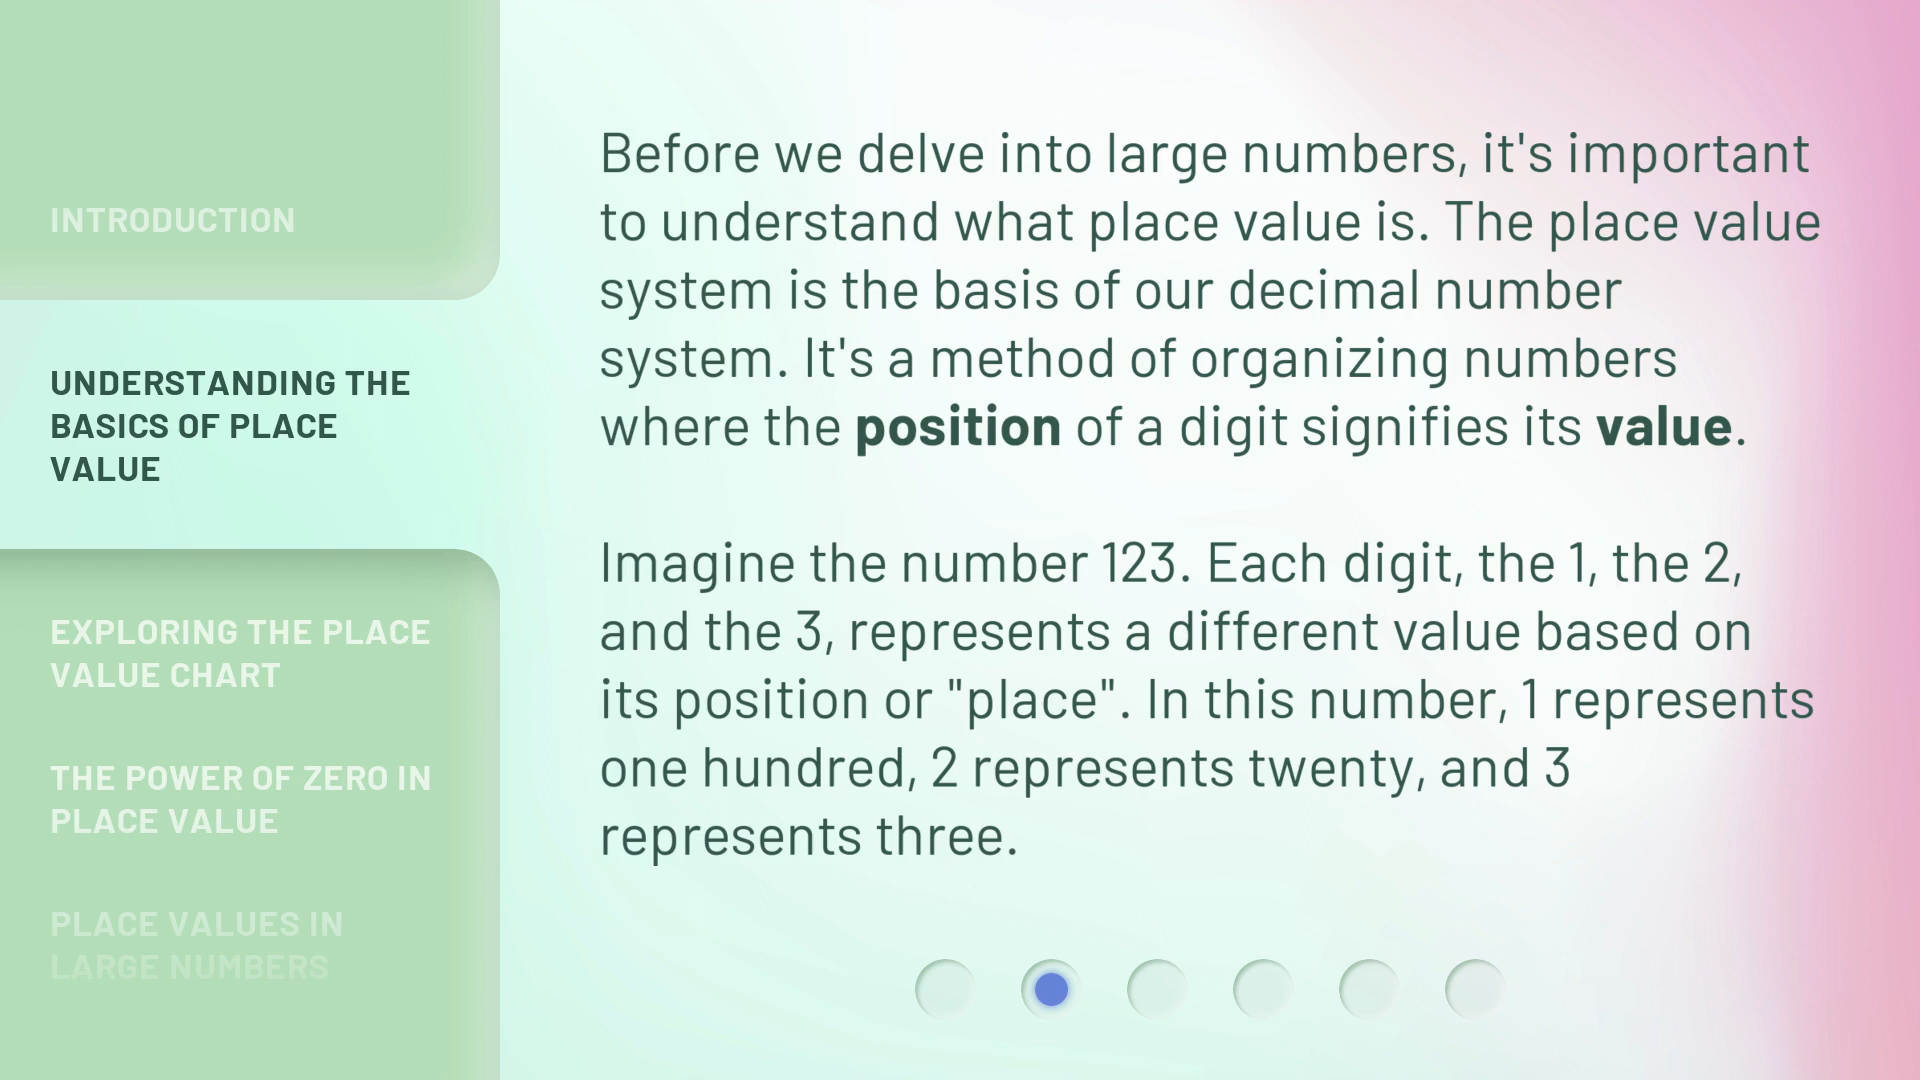 INTRODUCTION
UNDERSTANDING THE
BASICS OF PLACE
VALUE
EXPLORING THE PLACE
VALUE CHART
THE POWER OF ZERO IN
PLACE VALUE
PLACE VALUES IN
LARGE NUMBERS
Before we delve into large numbers, it's important
to understand what place value is. The place value
system is the basis of our decimal number
system. It's a method of organizing numbers
where the position of a digit signifies its value.
Imagine the number 123. Each digit, the 1, the 2,
and the 3, represents a different value based on
its position or "place". In this number, 1 represents
one hundred, 2 represents twenty, and 3
represents three.